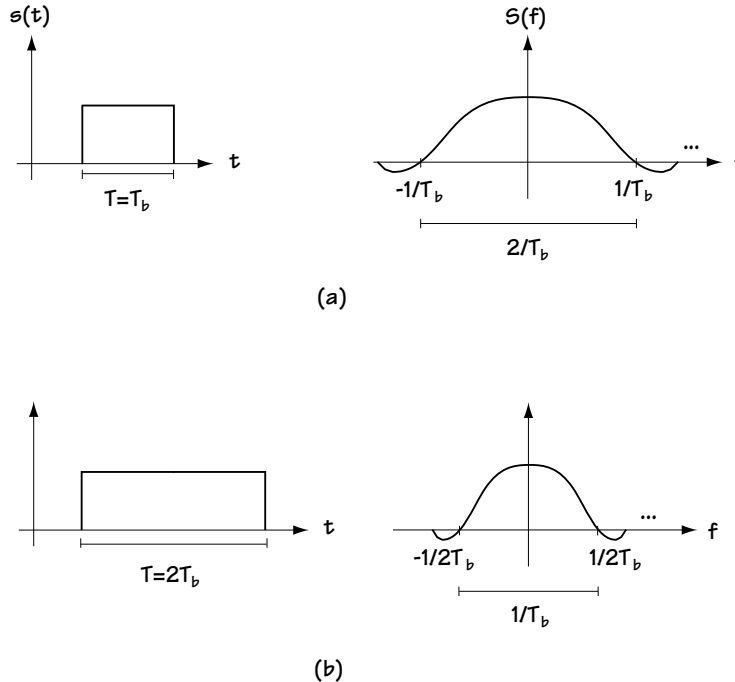 s(t)
S(f)
t
...
T=T_b
-1/T_b
1/T_b
2/T_b
(a)
t
...
f
T=2T_b
-1/2T_b
1/2T_b
1/T_b
(b)